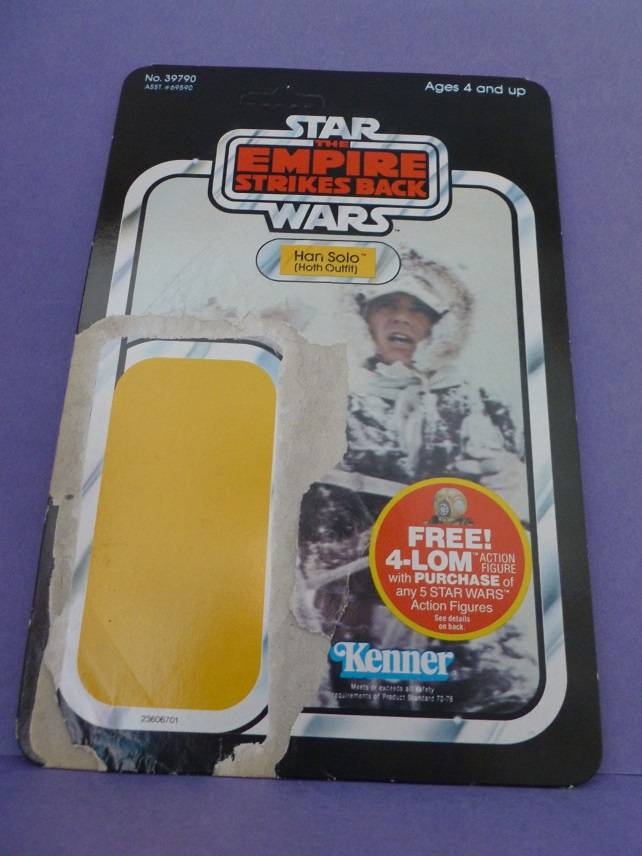 No. 39790
ASST. #69590
Ages 4 and up
STAR
THE
EMPIRE
STRIKES BACK
WARS™
Han Solo™
(Hoth Outfit)
FREE!
4-LOM™ ACTION FIGURE
with PURCHASE of
any 5 STAR WARS™
Action Figures
See details
on back.
Kenner
Meets or exceeds all safety
requirements of Product Standard 72-76
23606701